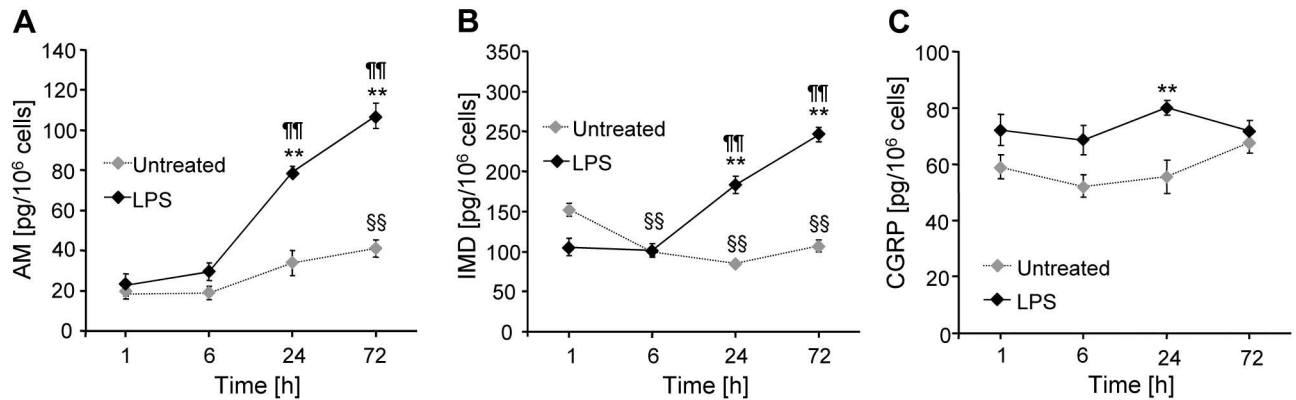 A
AM [pg/10⁶ cells]
140
120
100
80
60
40
20
0
Untreated
LPS
¶¶
**
¶¶
**
§§
1 6 24 72
Time [h]
B
IMD [pg/10⁶ cells]
350
300
250
200
150
100
50
0
Untreated
LPS
¶¶
**
¶¶
**
§§
§§
§§
1 6 24 72
Time [h]
C
CGRP [pg/10⁶ cells]
100
80
60
40
20
0
**
Untreated
LPS
1 6 24 72
Time [h]